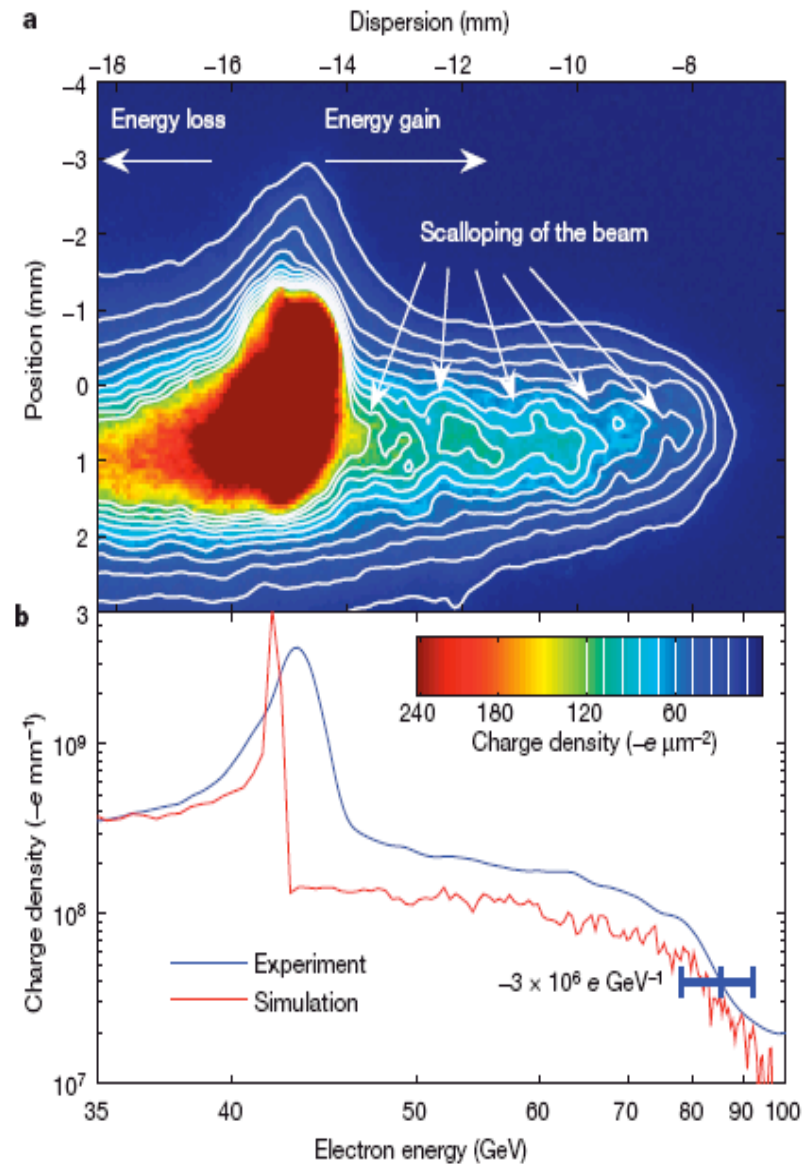 a
Dispersion (mm)
−18 −16 −14 −12 −10 −8
−4
−3
−2
−1
0
1
2
3
Position (mm)
Energy loss
Energy gain
Scalloping of the beam
b
240 180 120 60
Charge density (−e μm⁻²)
10⁹
10⁸
10⁷
Charge density (−e mm⁻¹)
Experiment
Simulation
−3 × 10⁶ e GeV⁻¹
35 40 50 60 70 80 90 100
Electron energy (GeV)